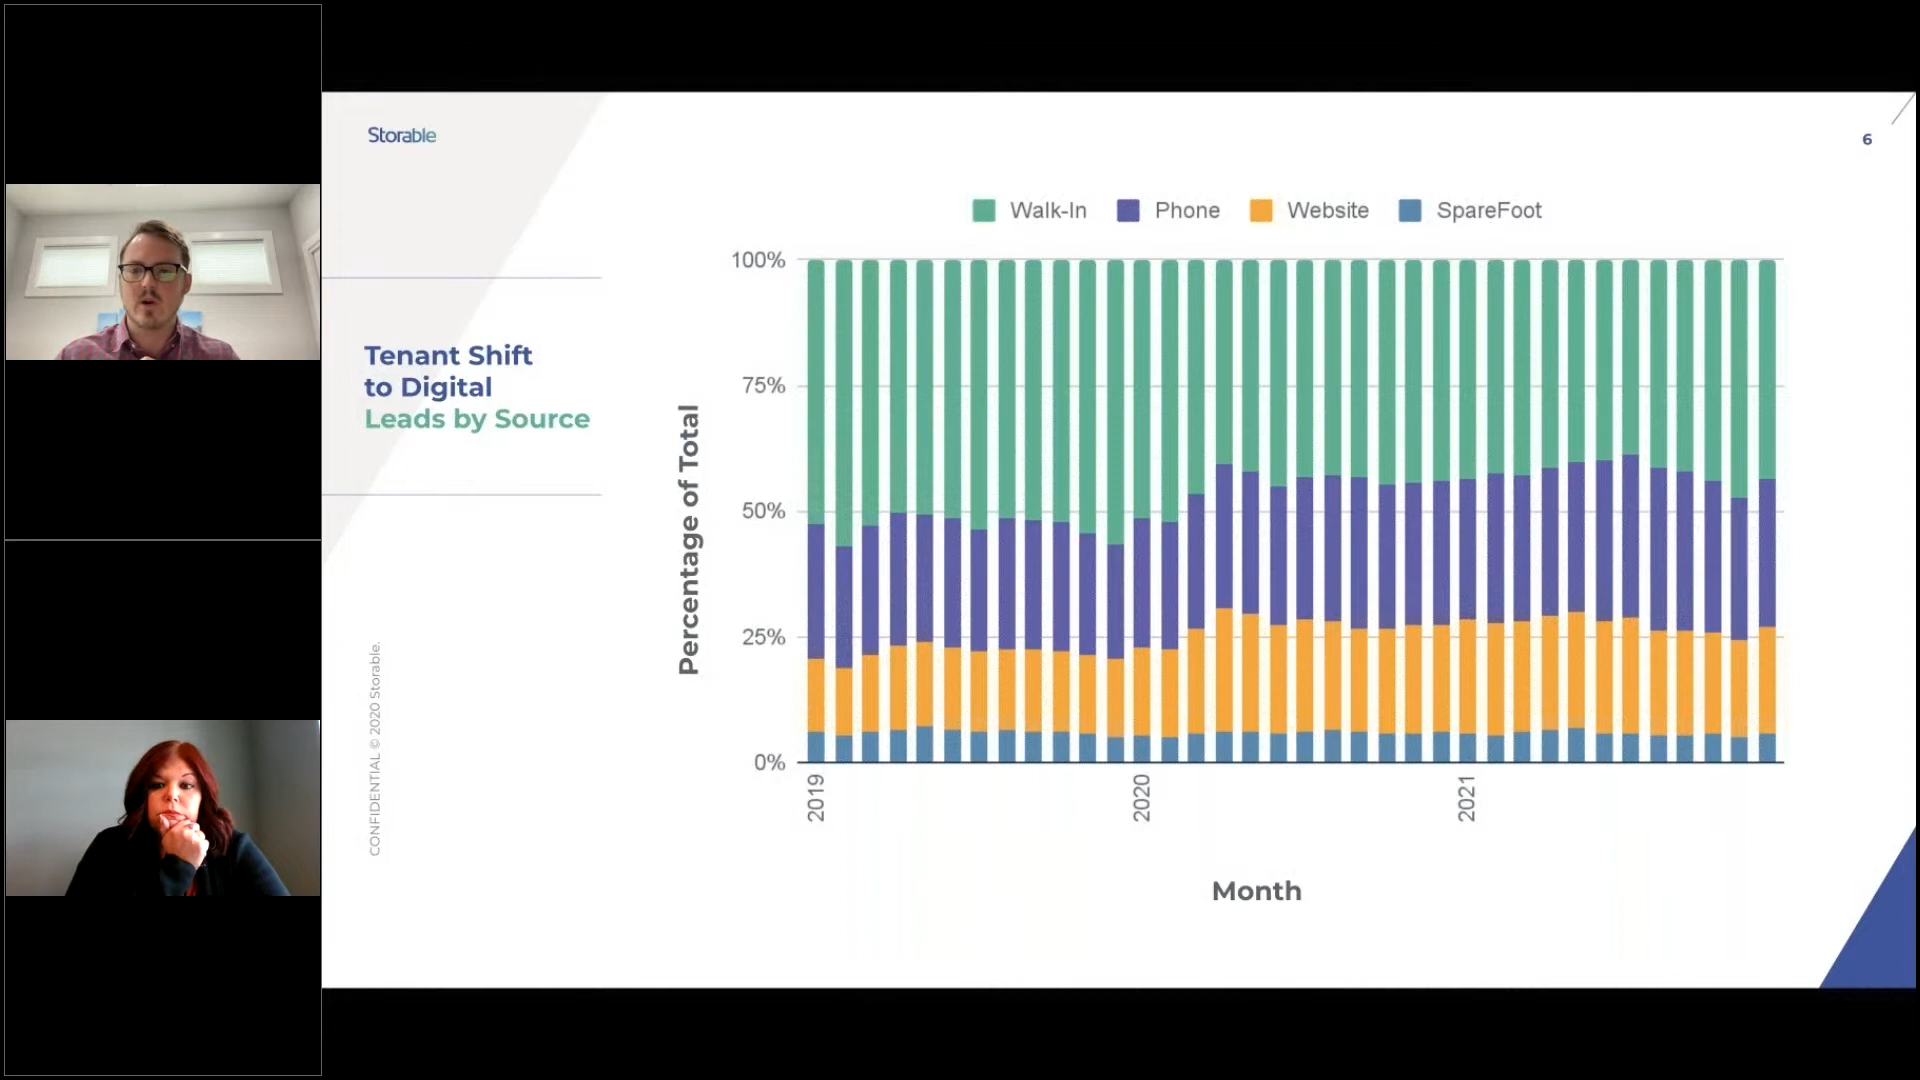 Storable
6
Tenant Shift
to Digital
Leads by Source
CONFIDENTIAL © 2020 Storable.
Walk-In Phone Website SpareFoot
Percentage of Total
100%
75%
50%
25%
0%
2019 2020 2021
Month